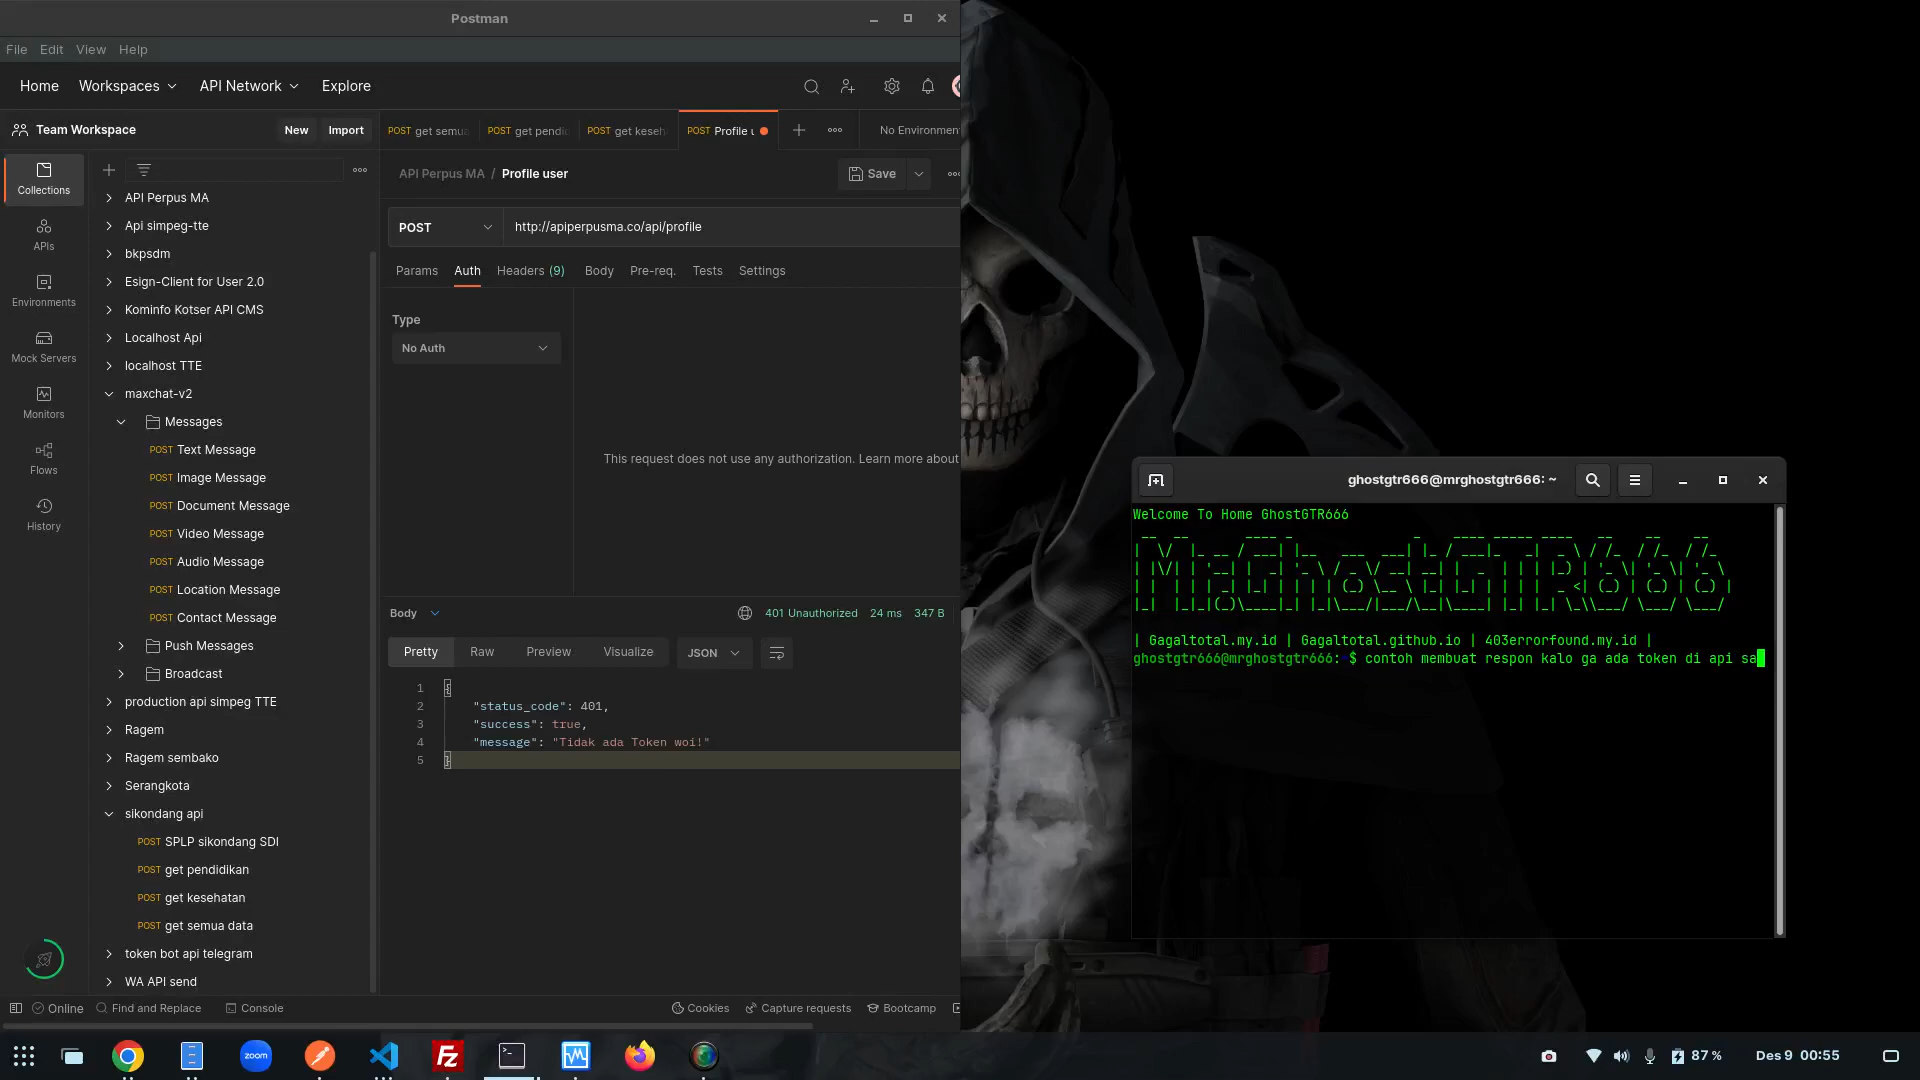 Postman
File Edit View Help
Home Workspaces API Network Explore
Team Workspace New Import
POST get semua POST get pendi POST get keseh POST Profile u No Environment
Collections
APIs
Environments
Mock Servers
Monitors
Flows
History
API Perpus MA
Api simpeg-tte
bkpsdm
Esign-Client for User 2.0
Kominfo Kotser API CMS
Localhost Api
localhost TTE
maxchat-v2
Messages
POST Text Message
POST Image Message
POST Document Message
POST Video Message
POST Audio Message
POST Location Message
POST Contact Message
Push Messages
Broadcast
production api simpeg TTE
Ragem
Ragem sembako
Serangkota
sikondang api
POST SPLP sikondang SDI
POST get pendidikan
POST get kesehatan
POST get semua data
token bot api telegram
WA API send
API Perpus MA / Profile user Save
POST http://apiperpusma.co/api/profile
Params Auth Headers (9) Body Pre-req. Tests Settings
Type
No Auth
This request does not use any authorization. Learn more about
Body 401 Unauthorized 24 ms 347 B
Pretty Raw Preview Visualize JSON
1 {
2 "status_code": 401,
3 "success": true,
4 "message": "Tidak ada Token woi!"
5 }
Online Find and Replace Console Cookies Capture requests Bootcamp
ghostgtr666@mrghostgtr666: ~
Welcome To Home GhostGTR666
Mr.GhostGTR666
| Gagaltotal.my.id | Gagaltotal.github.io | 403errorfound.my.id |
ghostgtr666@mrghostgtr666: $ contoh membuat respon kalo ga ada token di api sa
zoom
Fz
87 % Des 9 00:55